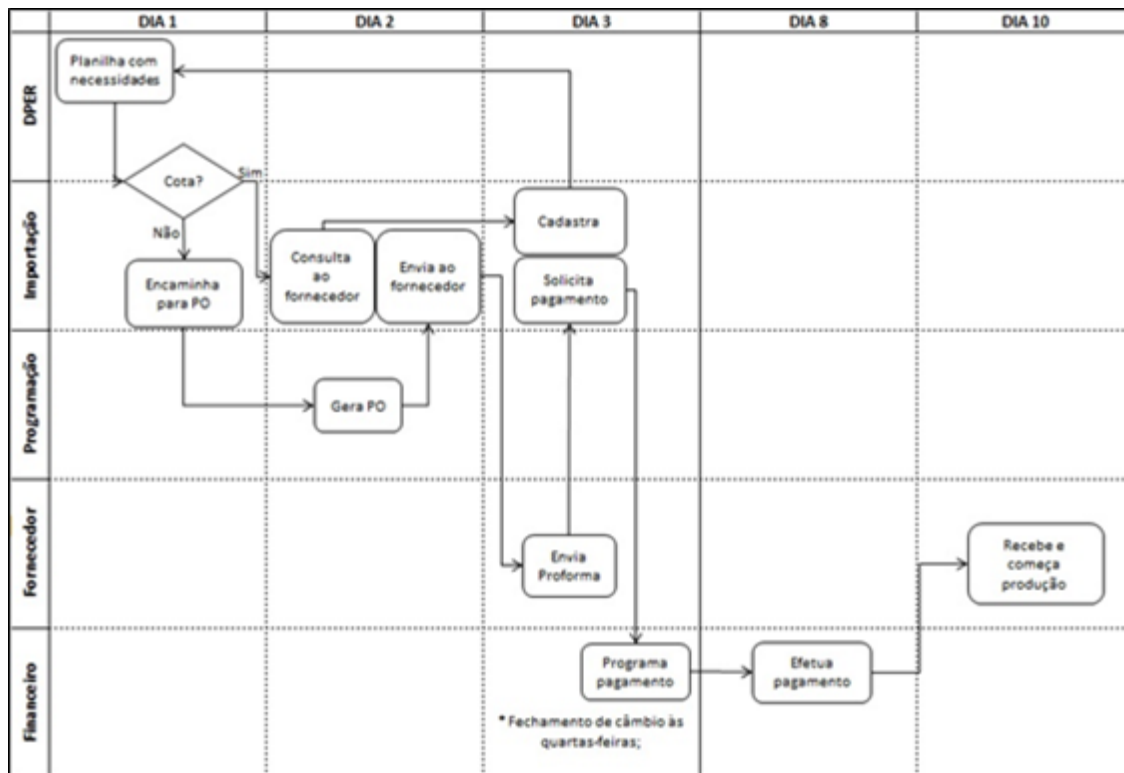 DIA 1
DIA 2
DIA 3
DIA 8
DIA 10
DPER
Planilha com
necessidades
Cota?
Sim
Não
Importação
Encaminha
para PO
Consulta
ao
fornecedor
Envia ao
fornecedor
Cadastra
Solicita
pagamento
Programação
Gera PO
Fornecedor
Envia
Proforma
Recebe e
começa
produção
Financeiro
Programa
pagamento
Efetua
pagamento
* Fechamento de câmbio às
quartas-feiras;